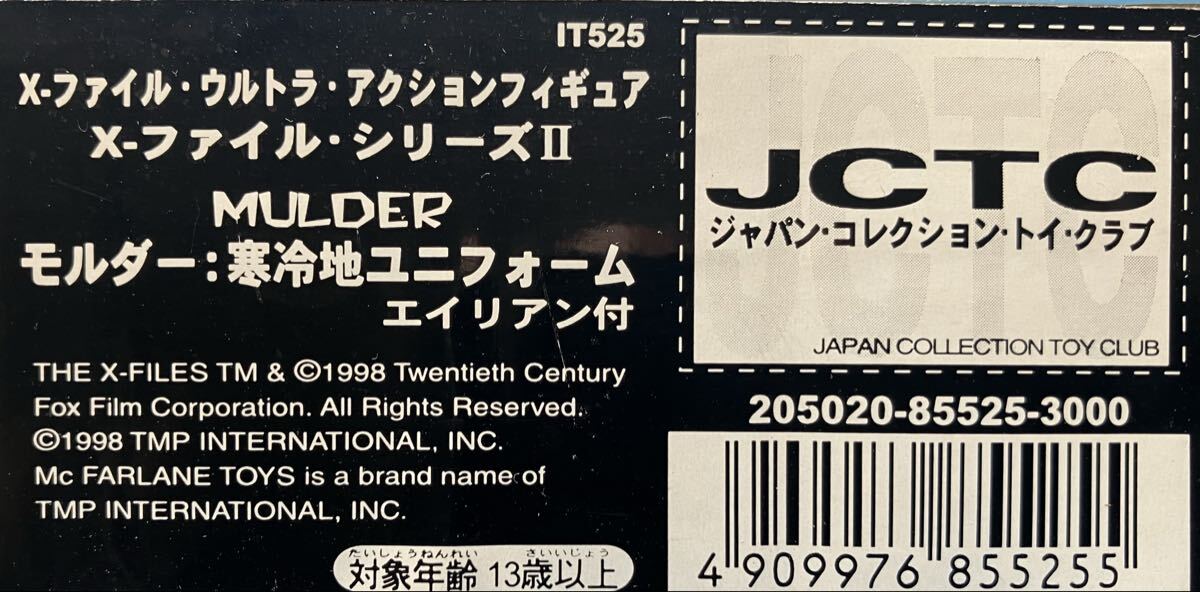 IT525
X-ファイル・ウルトラ・アクションフィギュア
X-ファイル・シリーズⅡ
MULDER
モルダー:寒冷地ユニフォーム
エイリアン付
THE X-FILES TM & ©1998 Twentieth Century
Fox Film Corporation. All Rights Reserved.
©1998 TMP INTERNATIONAL, INC.
Mc FARLANE TOYS is a brand name of
TMP INTERNATIONAL, INC.
たいしょうねんれい さいいじょう
対象年齢 13歳以上
JCTC
JCTC
ジャパン・コレクション・トイ・クラブ
JAPAN COLLECTION TOY CLUB
205020-85525-3000
4 909976 855255